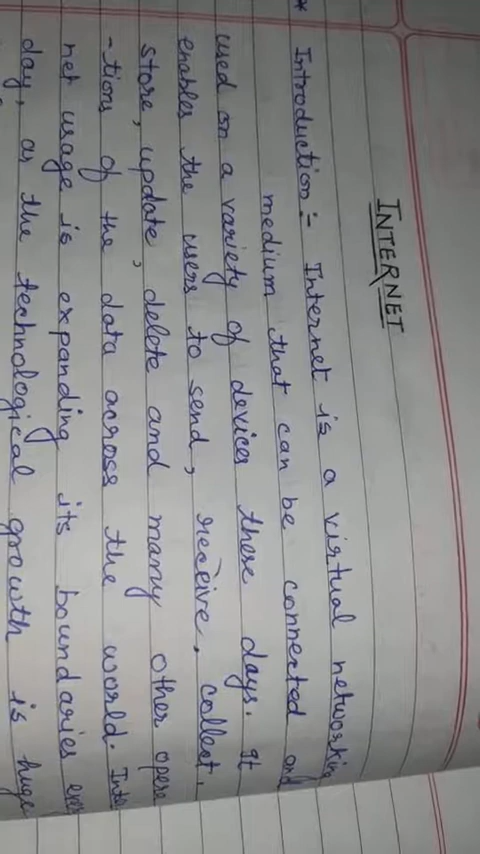 INTERNET
* Introduction :- Internet is a virtual networking
medium that can be connected and
used on a variety of devices these days. It
enables the users to send, receive, collect,
store, update, delete and many other opera
-tions of the data across the world. Inter
net usage is expanding its boundaries every
day, as the technological growth is huge